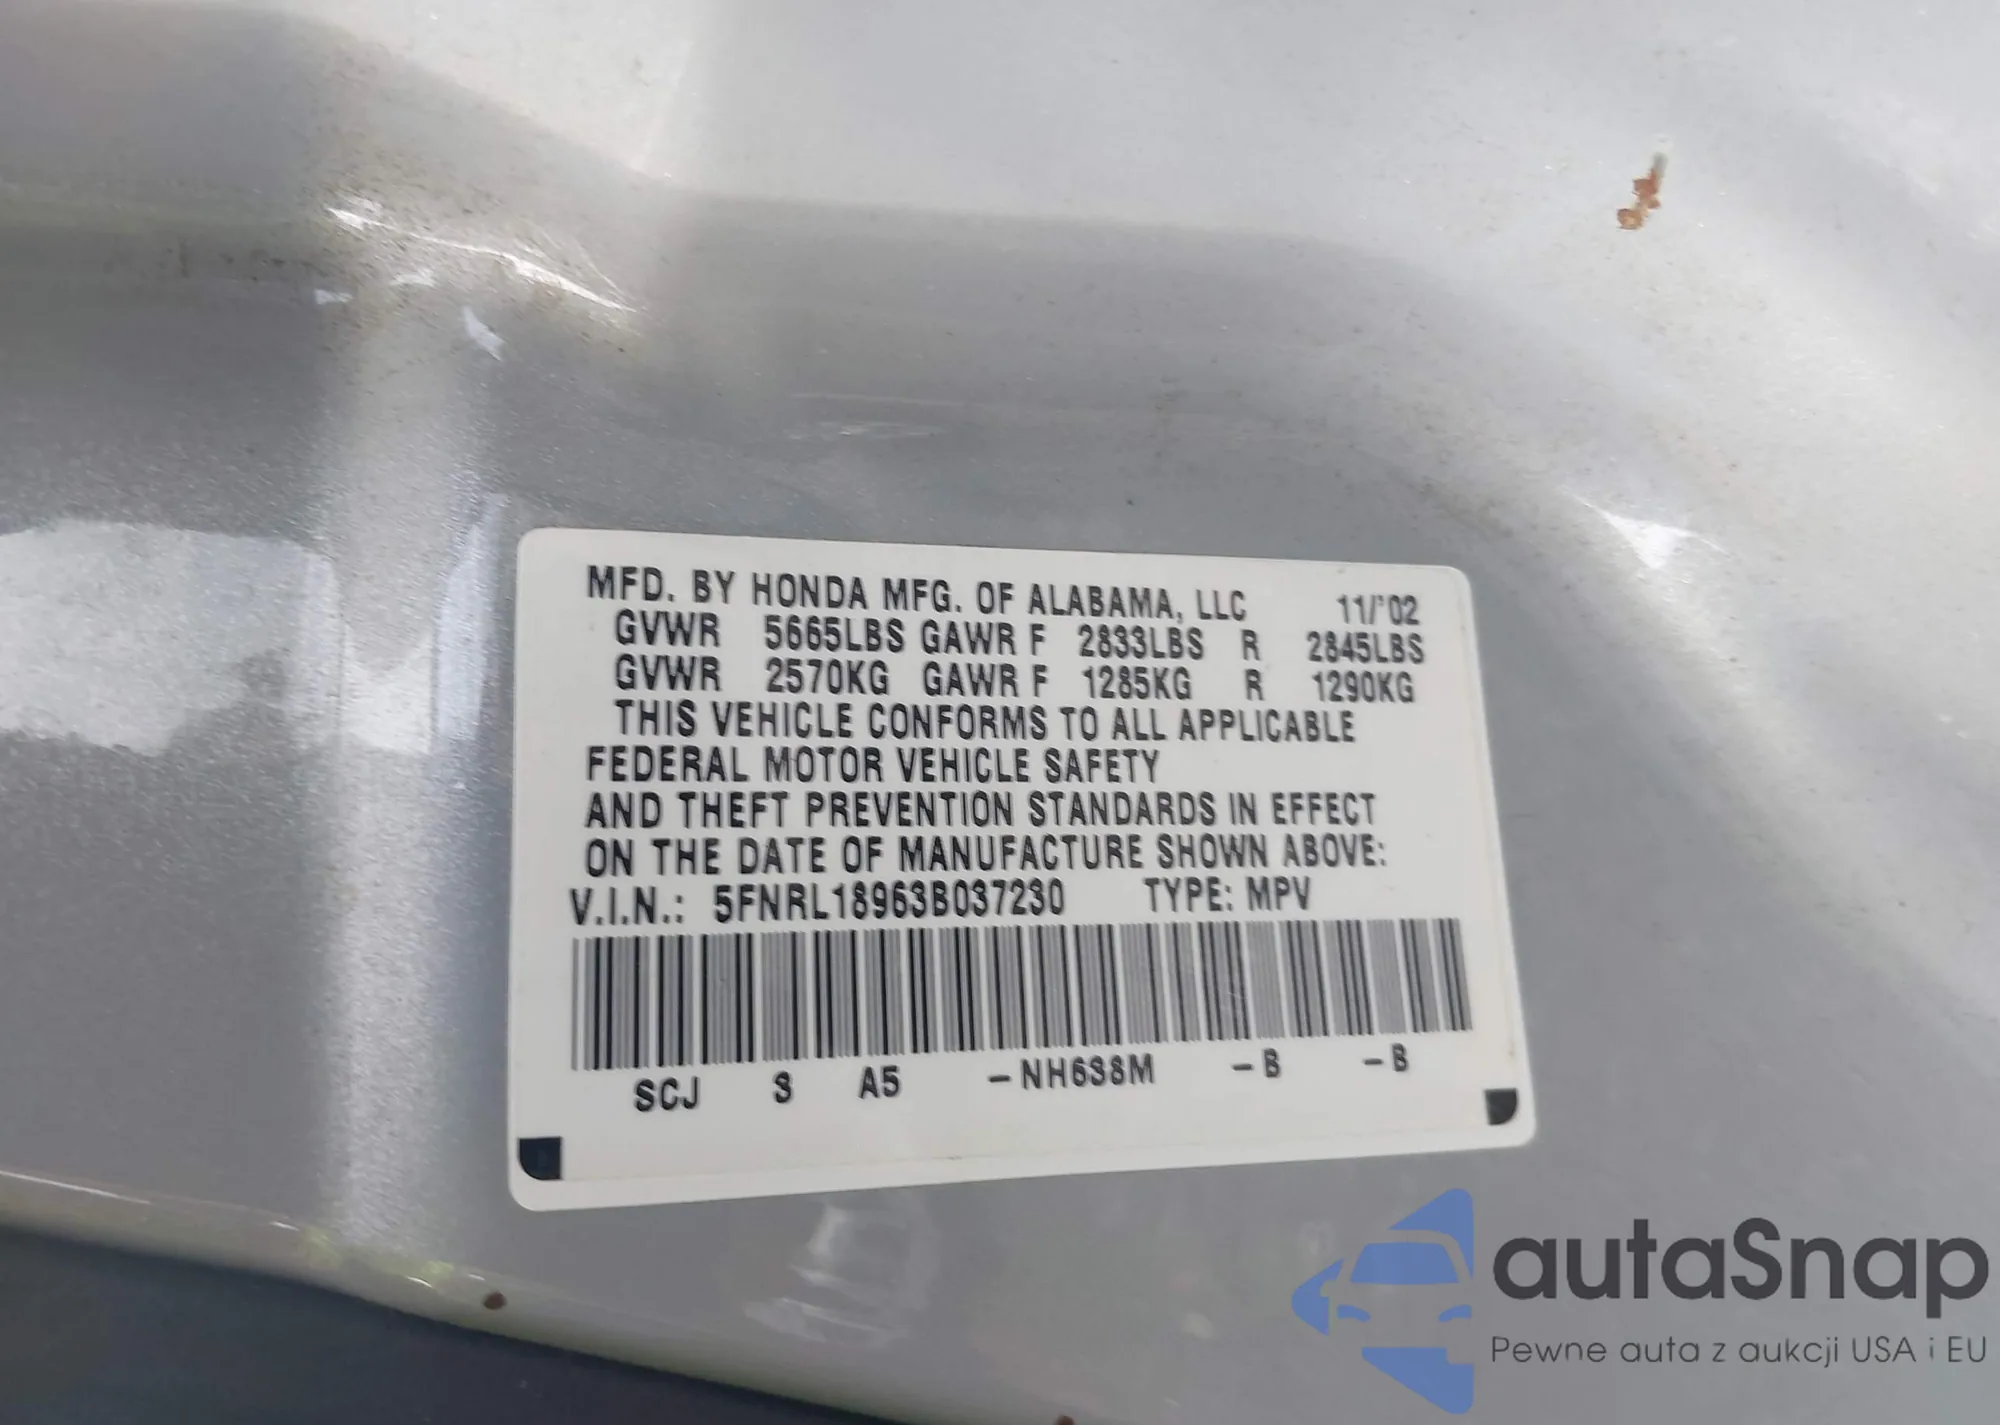 MFD. BY HONDA MFG. OF ALABAMA, LLC 11/'02
GVWR 5665LBS GAWR F 2833LBS R 2845LBS
GVWR 2570KG GAWR F 1285KG R 1290KG
THIS VEHICLE CONFORMS TO ALL APPLICABLE
FEDERAL MOTOR VEHICLE SAFETY
AND THEFT PREVENTION STANDARDS IN EFFECT
ON THE DATE OF MANUFACTURE SHOWN ABOVE:
V.I.N.: 5FNRL18963B037230 TYPE: MPV
SCJ 3 A5 -NH638M -B -B
autaSnap
Pewne auta z aukcji USA i EU